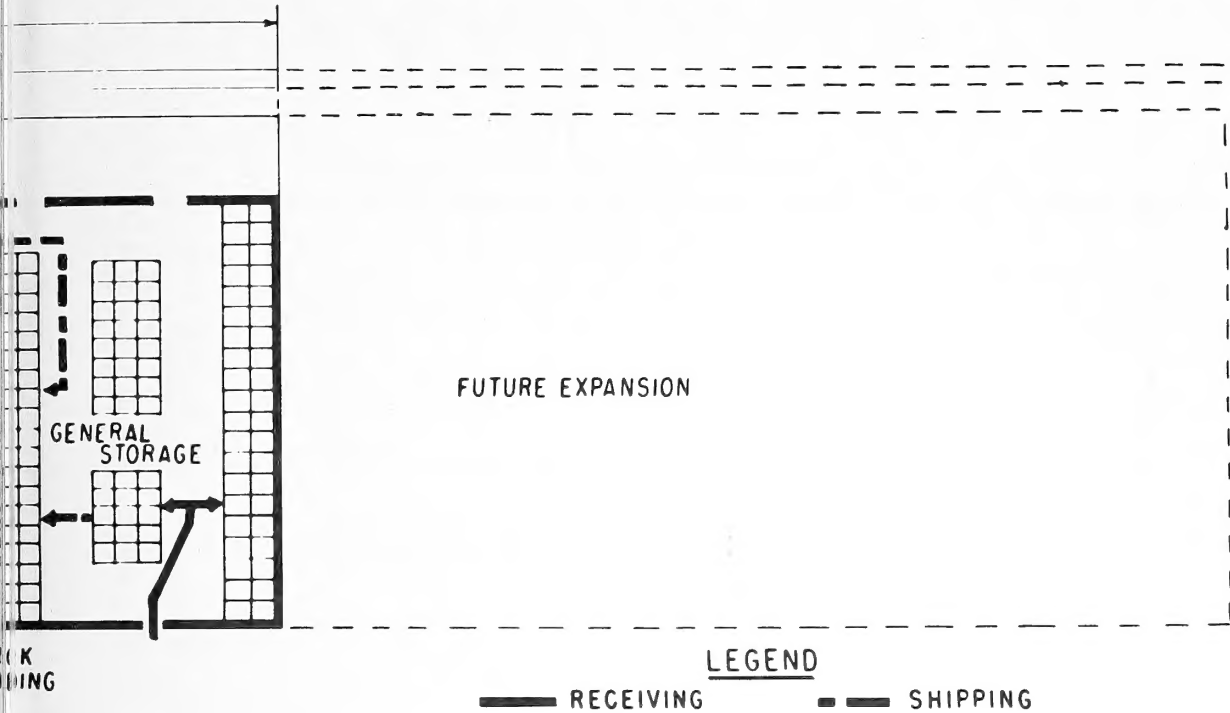 FUTURE EXPANSION
GENERAL
STORAGE
LEGEND
RECEIVING
SHIPPING